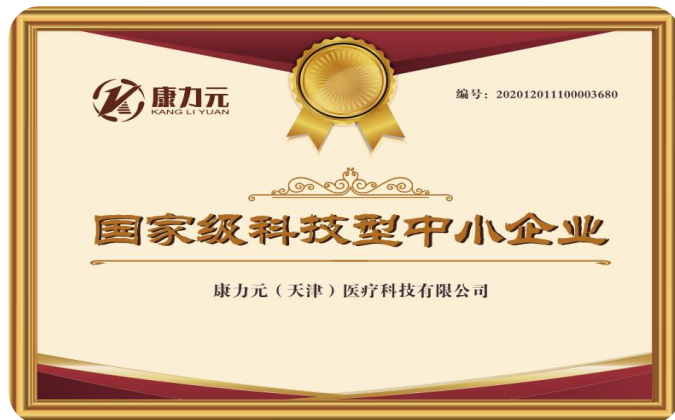 康力元
KANG LI YUAN
编号：202012011100003680
国家级科技型中小企业
康力元（天津）医疗科技有限公司